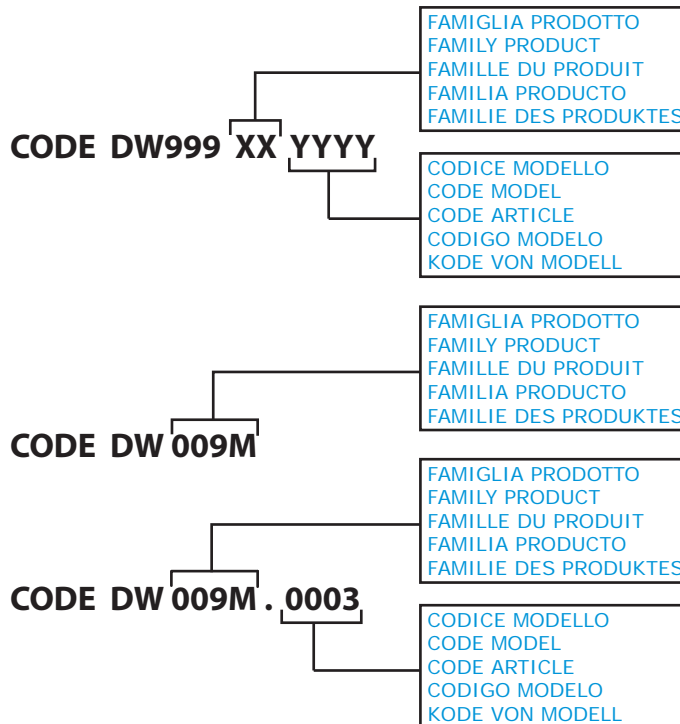 FAMIGLIA PRODOTTO
FAMILY PRODUCT
FAMILLE DU PRODUIT
FAMILIA PRODUCTO
FAMILIE DES PRODUKTES
CODE DW999 XX YYYY
CODICE MODELLO
CODE MODEL
CODE ARTICLE
CODIGO MODELO
KODE VON MODELL
FAMIGLIA PRODOTTO
FAMILY PRODUCT
FAMILLE DU PRODUIT
FAMILIA PRODUCTO
FAMILIE DES PRODUKTES
CODE DW 009M
FAMIGLIA PRODOTTO
FAMILY PRODUCT
FAMILLE DU PRODUIT
FAMILIA PRODUCTO
FAMILIE DES PRODUKTES
CODE DW 009M . 0003
CODICE MODELLO
CODE MODEL
CODE ARTICLE
CODIGO MODELO
KODE VON MODELL